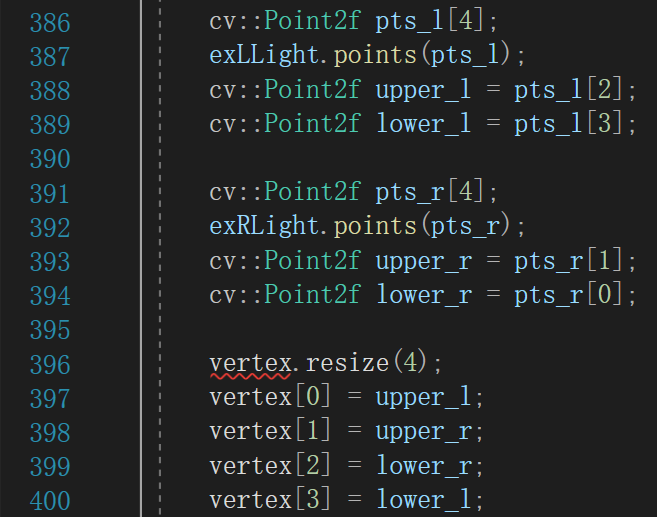 386 cv::Point2f pts_l[4];
387 exLLight.points(pts_l);
388 cv::Point2f upper_l = pts_l[2];
389 cv::Point2f lower_l = pts_l[3];
390
391 cv::Point2f pts_r[4];
392 exRLight.points(pts_r);
393 cv::Point2f upper_r = pts_r[1];
394 cv::Point2f lower_r = pts_r[0];
395
396 vertex.resize(4);
397 vertex[0] = upper_l;
398 vertex[1] = upper_r;
399 vertex[2] = lower_r;
400 vertex[3] = lower_l;